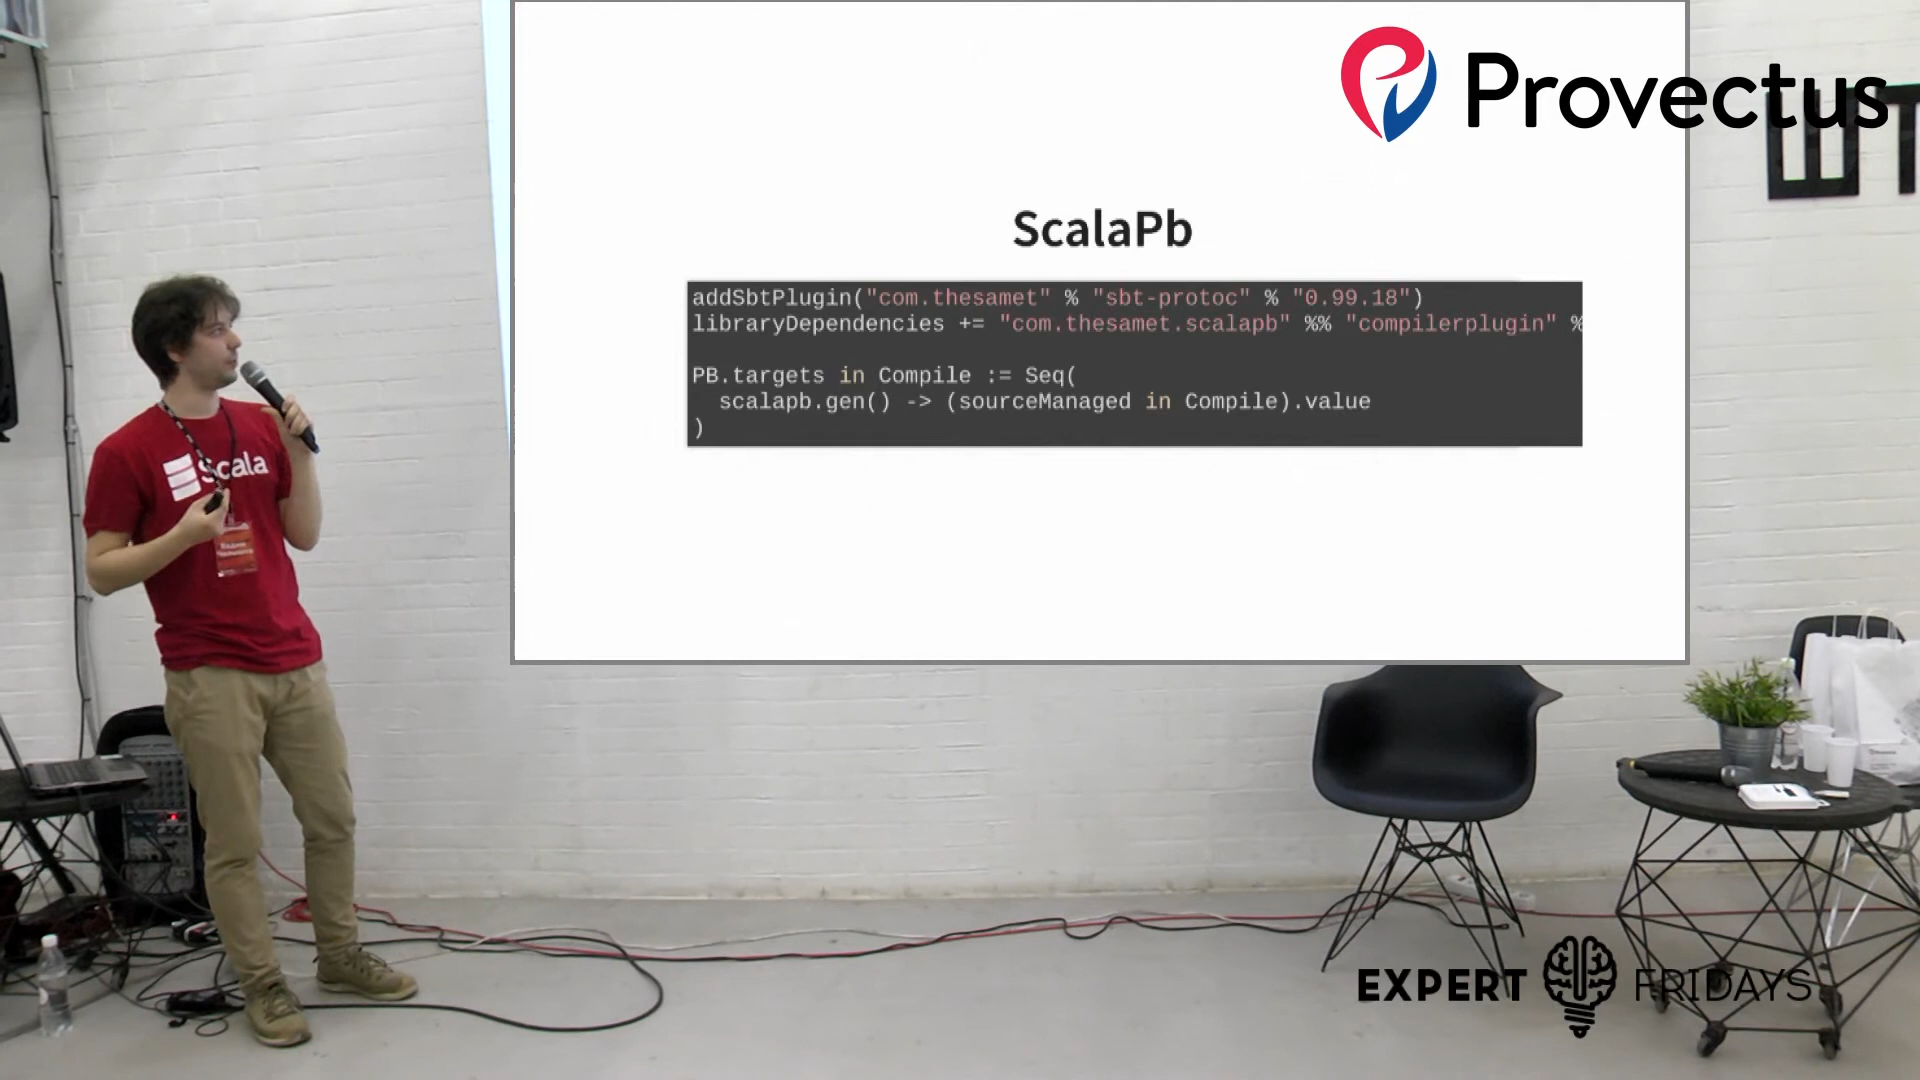 Provectus
ШТ
ScalaPb
addSbtPlugin("com.thesamet" % "sbt-protoc" % "0.99.18")
libraryDependencies += "com.thesamet.scalapb" %% "compilerplugin" %
PB.targets in Compile := Seq(
  scalapb.gen() -> (sourceManaged in Compile).value
)
Scala
EXPERT FRIDAYS